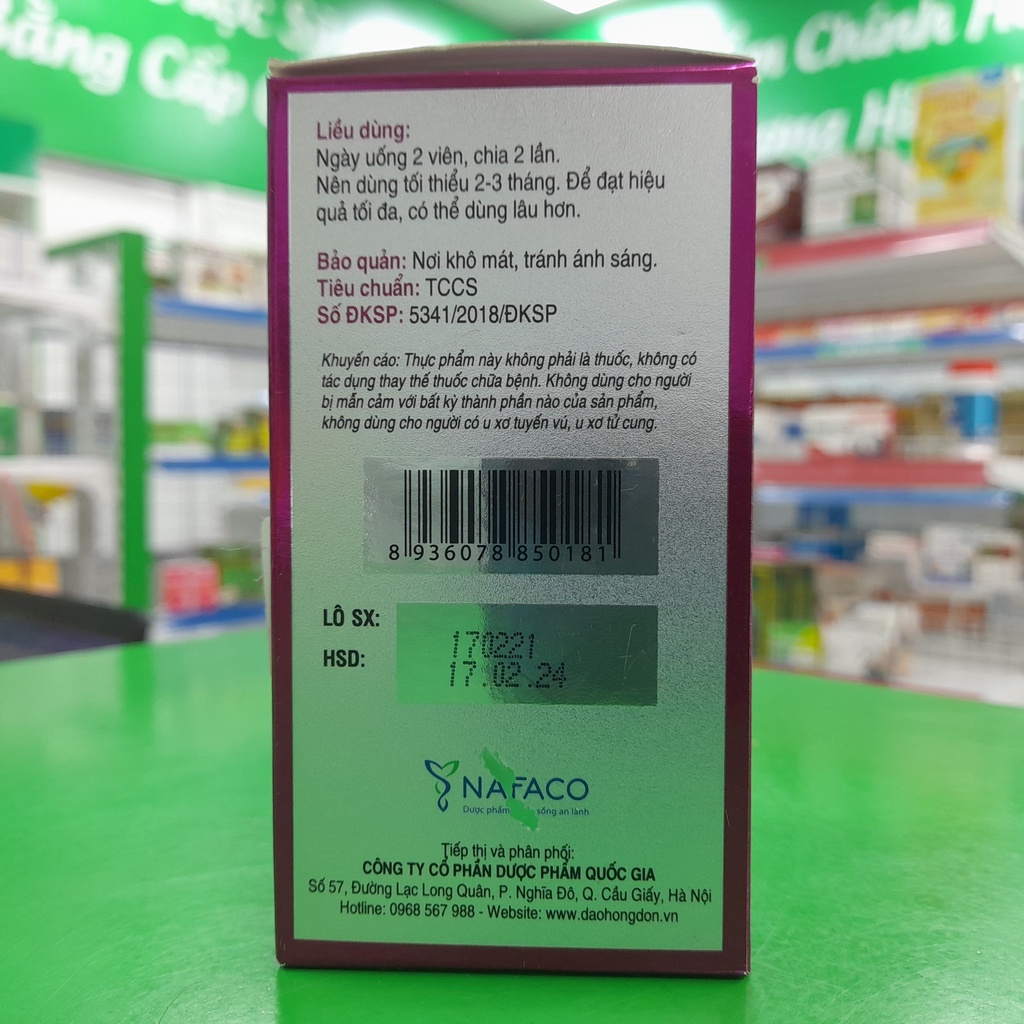 Liều dùng:
Ngày uống 2 viên, chia 2 lần.
Nên dùng tối thiểu 2-3 tháng. Để đạt hiệu
quả tối đa, có thể dùng lâu hơn.
Bảo quản: Nơi khô mát, tránh ánh sáng.
Tiêu chuẩn: TCCS
Số ĐKSP: 5341/2018/ĐKSP
Khuyến cáo: Thực phẩm này không phải là thuốc, không có
tác dụng thay thế thuốc chữa bệnh. Không dùng cho người
bị mẫn cảm với bất kỳ thành phần nào của sản phẩm,
không dùng cho người có u xơ tuyến vú, u xơ tử cung.
8 936078 850181
LÔ SX: 170221
HSD: 17.02.24
NAFACO
Dược phẩm sống an lành
Tiếp thị và phân phối:
CÔNG TY CỔ PHẦN DƯỢC PHẨM QUỐC GIA
Số 57, Đường Lạc Long Quân, P. Nghĩa Đô, Q. Cầu Giấy, Hà Nội
Hotline: 0968 567 988 - Website: www.daohongdon.vn